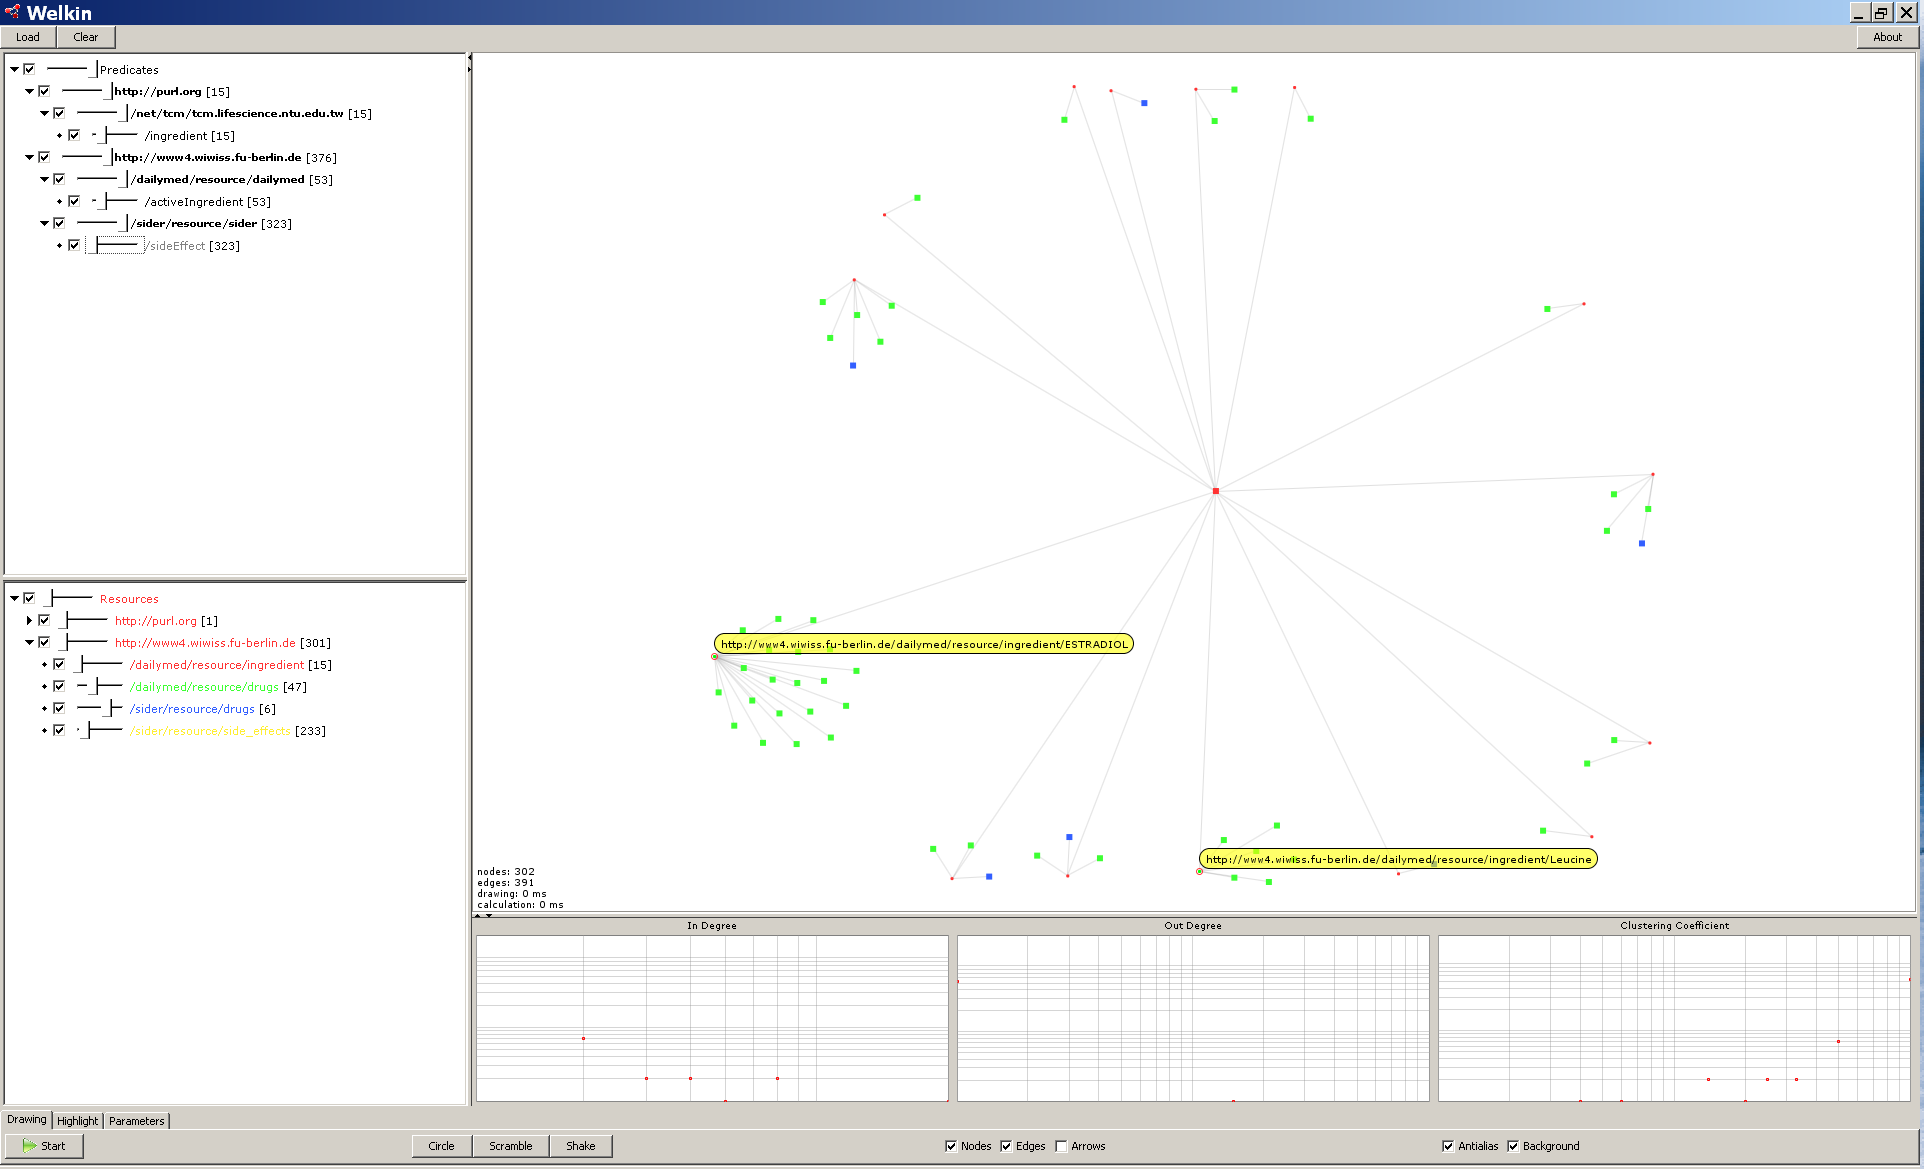 Welkin
Load Clear About
Predicates
http://purl.org [15]
/net/tcm/tcm.lifescience.ntu.edu.tw [15]
/ingredient [15]
http://www4.wiwiss.fu-berlin.de [376]
/dailymed/resource/dailymed [53]
/activeIngredient [53]
/sider/resource/sider [323]
/sideEffect [323]
Resources
http://purl.org [1]
http://www4.wiwiss.fu-berlin.de [301]
/dailymed/resource/ingredient [15]
/dailymed/resource/drugs [47]
/sider/resource/drugs [6]
/sider/resource/side_effects [233]
http://www4.wiwiss.fu-berlin.de/dailymed/resource/ingredient/ESTRADIOL
http://www4.wiwiss.fu-berlin.de/dailymed/resource/ingredient/Leucine
nodes: 302
edges: 391
drawing: 0 ms
calculation: 0 ms
In Degree Out Degree Clustering Coefficient
Drawing Highlight Parameters
Start Circle Scramble Shake Nodes Edges Arrows Antialias Background